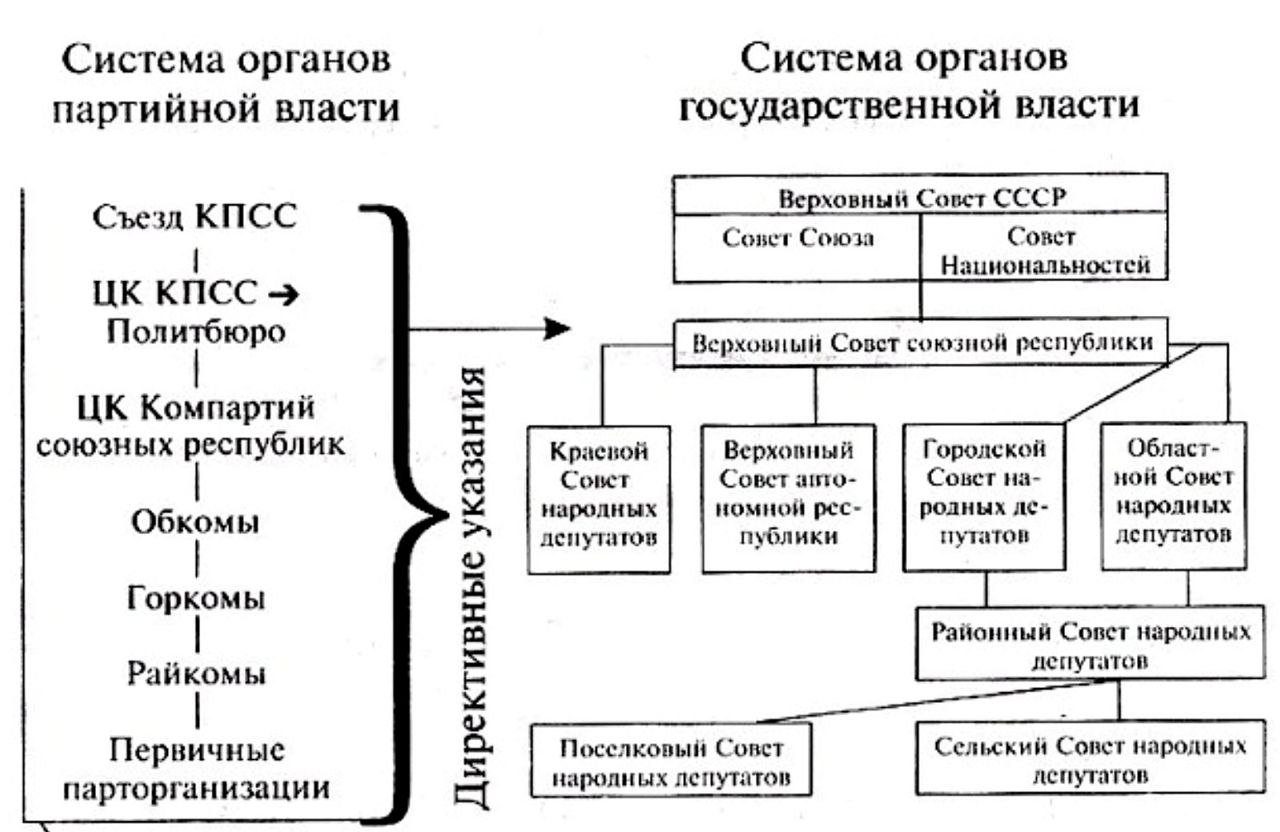 Система органов
партийной власти
Съезд КПСС
ЦК КПСС ➔
Политбюро
ЦК Компартий
союзных республик
Обкомы
Горкомы
Райкомы
Первичные
парторганизации
Директивные указания
Система органов
государственной власти
Верховный Совет СССР
Совет Союза
Совет
Национальностей
Верховный Совет союзной республики
Краевой
Совет
народных
депутатов
Верховный
Совет авто-
номной рес-
публики
Городской
Совет на-
родных де-
путатов
Област-
ной Совет
народных
депутатов
Районный Совет народных
депутатов
Поселковый Совет
народных депутатов
Сельский Совет народных
депутатов